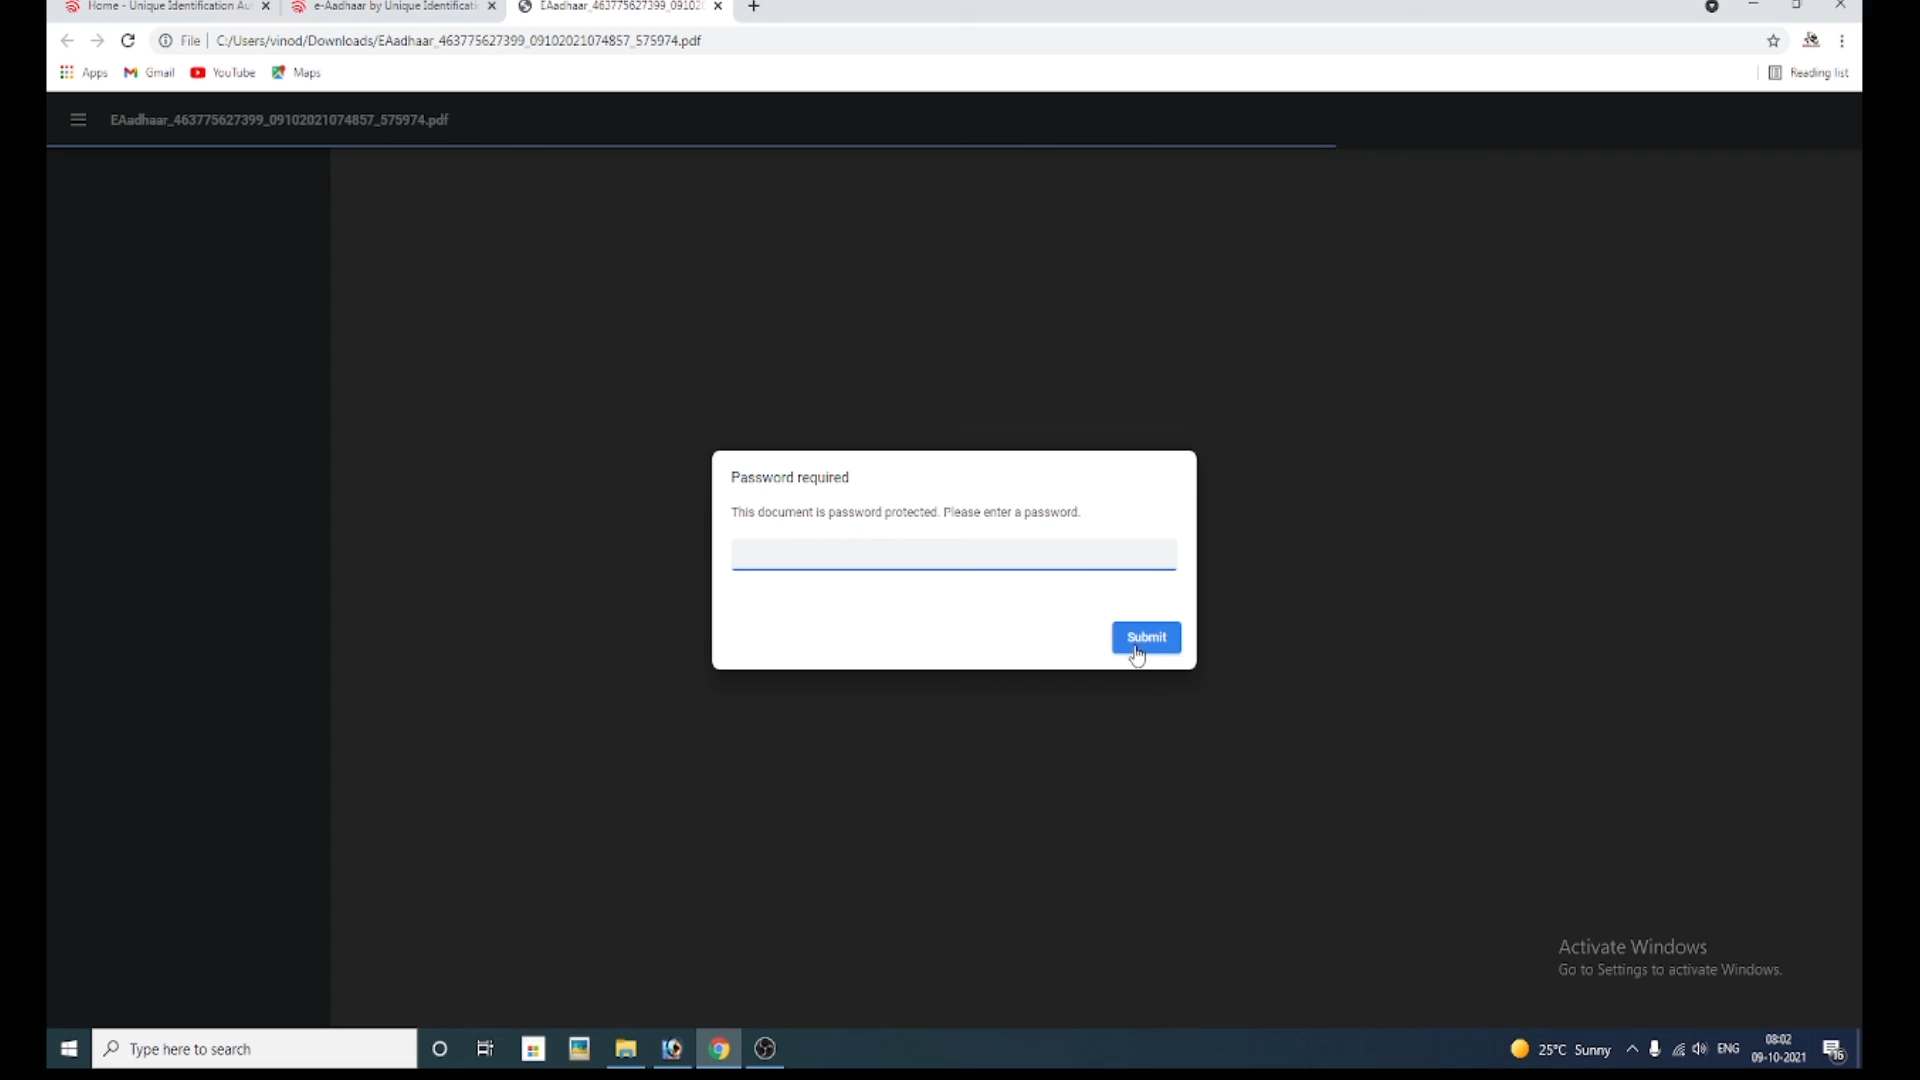 Home - Unique Identification Au
e-Aadhaar by Unique Identificati
EAadhaar_463775627399_09102
File
C:/Users/vinod/Downloads/EAadhaar_463775627399_09102021074857_575974.pdf
Apps
Gmail
YouTube
Maps
Reading list
EAadhaar_463775627399_09102021074857_575974.pdf
Password required
This document is password protected. Please enter a password.
Submit
Activate Windows
Go to Settings to activate Windows.
Type here to search
25°C Sunny
ENG
08:02
09-10-2021
16